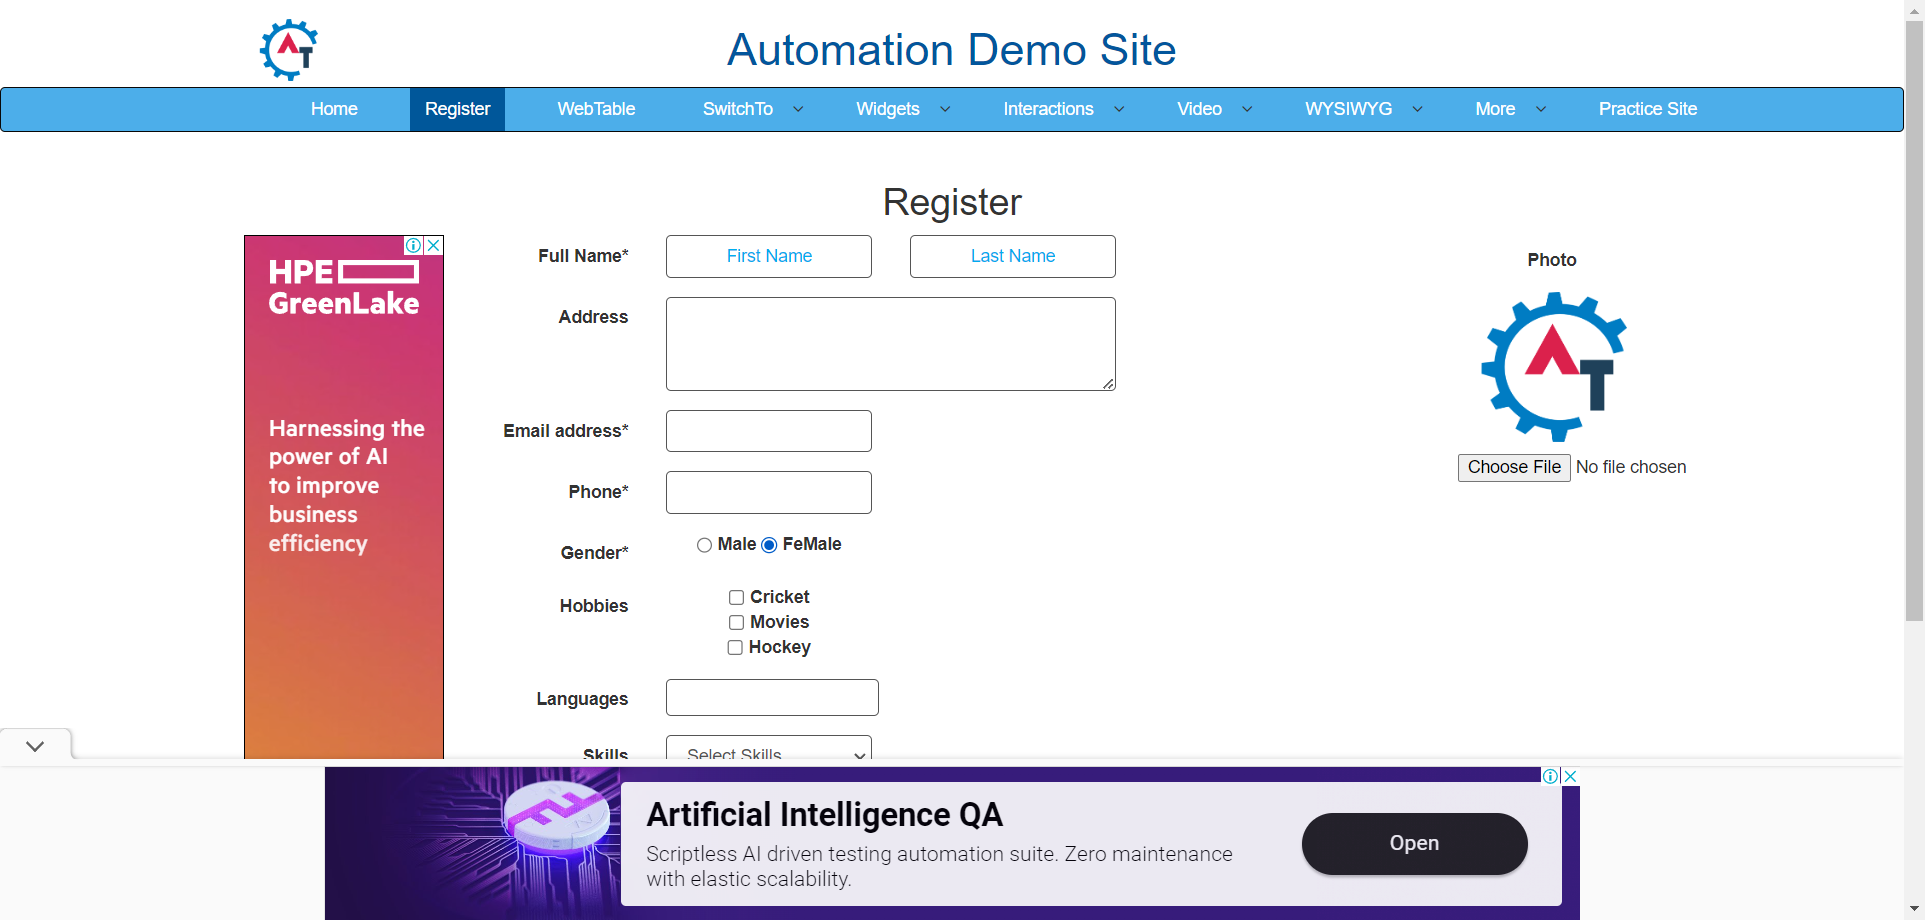 AT
Automation Demo Site
Home Register WebTable SwitchTo Widgets Interactions Video WYSIWYG More Practice Site
Register
HPE
GreenLake
Harnessing the
power of AI
to improve
business
efficiency
Full Name* First Name Last Name
Address
Email address*
Phone*
Gender* Male FeMale
Hobbies Cricket
Movies
Hockey
Languages
Skills Select Skills
Photo
AT
Choose File No file chosen
Artificial Intelligence QA
Scriptless AI driven testing automation suite. Zero maintenance
with elastic scalability.
Open